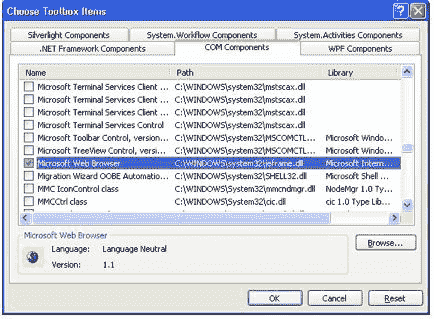 Choose Toolbox Items
Silverlight Components System.Workflow Components System.Activities Components
.NET Framework Components COM Components WPF Components
Name Path Library
Microsoft Terminal Services Client ... C:\WINDOWS\system32\mstscax.dll
Microsoft Terminal Services Client ... C:\WINDOWS\system32\mstscax.dll
Microsoft Terminal Services Client ... C:\WINDOWS\system32\mstscax.dll
Microsoft Terminal Services Control C:\WINDOWS\system32\mstscax.dll
Microsoft Toolbar Control, version... C:\WINDOWS\system32\MSCOMCTL... Microsoft Windo...
Microsoft TreeView Control, versio... C:\WINDOWS\system32\MSCOMCTL... Microsoft Windo...
Microsoft Web Browser C:\WINDOWS\system32\ieframe.dll Microsoft Intern...
Migration Wizard OOBE Automatio... C:\WINDOWS\system32\SHELL32.dll Microsoft Shell ...
MMC IconControl class C:\WINDOWS\system32\mmcndmgr.dll NodeMgr 1.0 Ty...
MMCCtrl class C:\WINDOWS\system32\cic.dll cic 1.0 Type Lib...
Microsoft Web Browser
Language: Language Neutral
Version: 1.1
Browse...
OK Cancel Reset